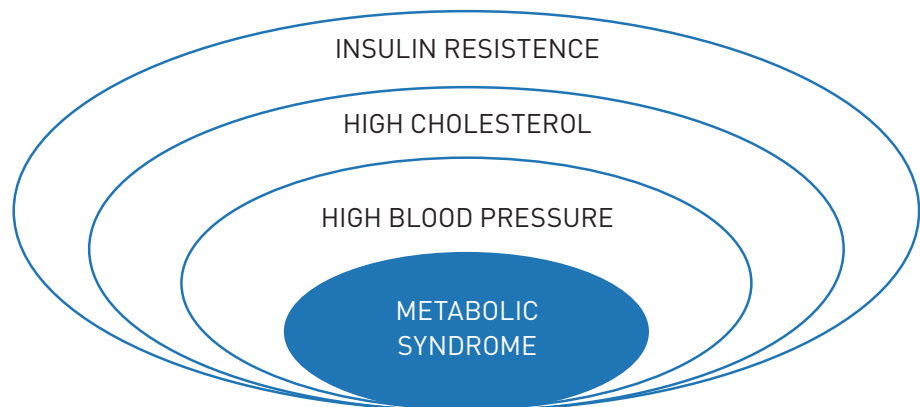 INSULIN RESISTENCE
HIGH CHOLESTEROL
HIGH BLOOD PRESSURE
METABOLIC
SYNDROME